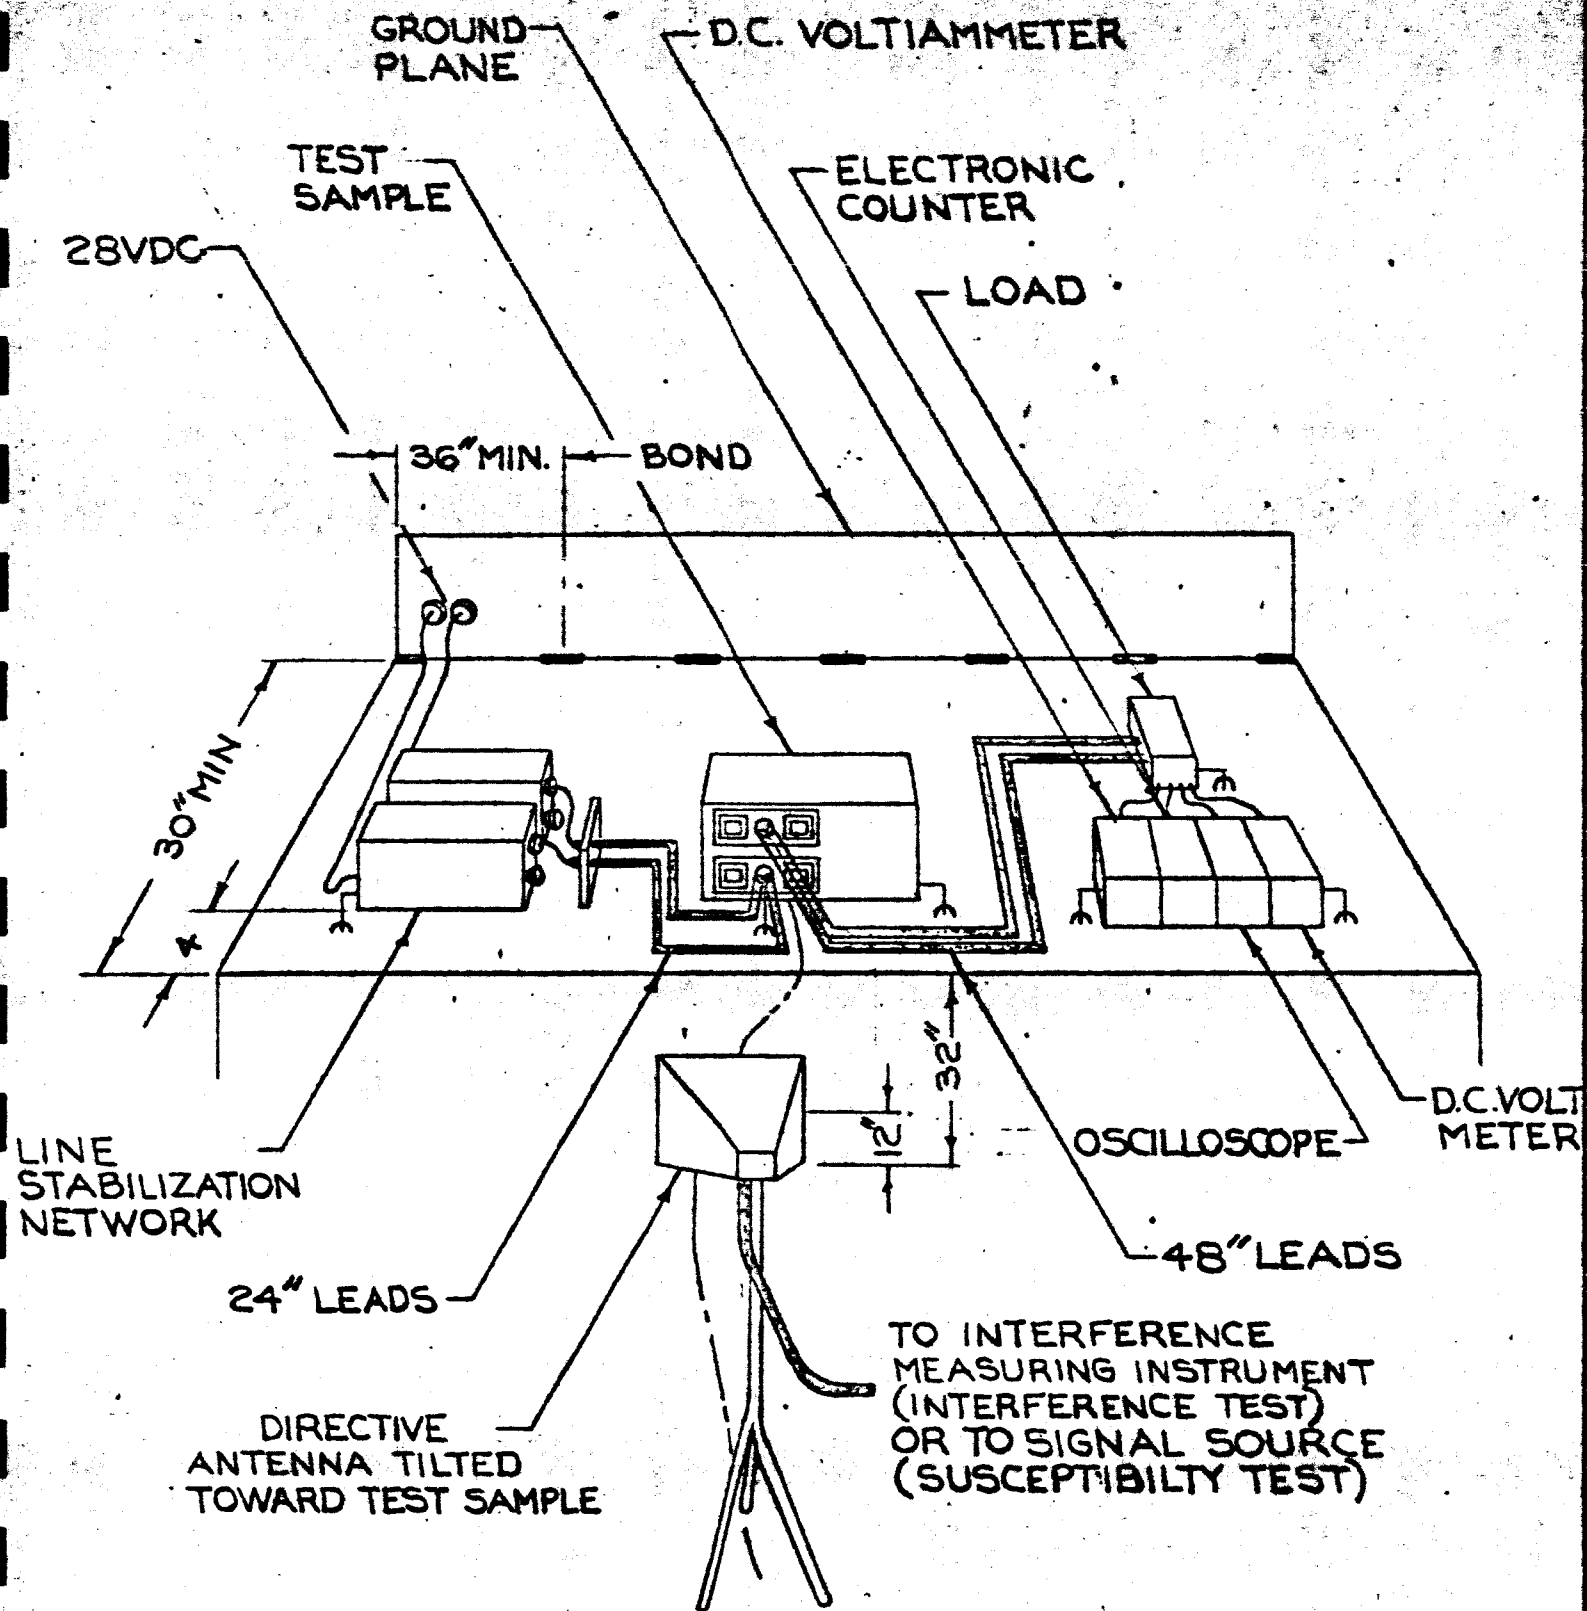 GROUND
PLANE
D.C. VOLTIAMMETER
TEST
SAMPLE
ELECTRONIC
COUNTER
28VDC
LOAD
36" MIN.
BOND
30" MIN
4
32"
12"
D.C. VOLT
METER
OSCILLOSCOPE
LINE
STABILIZATION
NETWORK
48" LEADS
24" LEADS
TO INTERFERENCE
MEASURING INSTRUMENT
(INTERFERENCE TEST)
OR TO SIGNAL SOURCE
(SUSCEPTIBILTY TEST)
DIRECTIVE
ANTENNA TILTED
TOWARD TEST SAMPLE